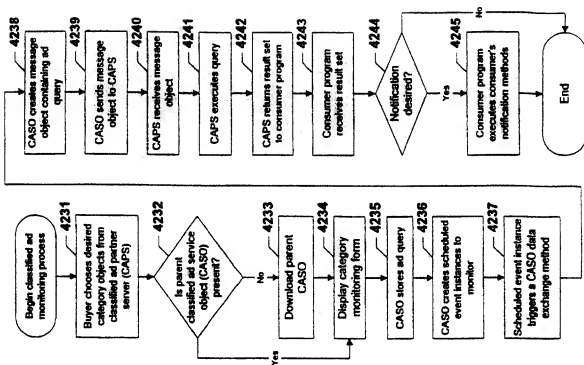 Begin classified ad
monitoring process
4231
Buyer chooses desired
category objects from
classified ad partner
server (CAPS)
4232
Is parent
classified ad service
object (CASO)
present?
No
Yes
4233
Download parent
CASO
4234
Display category
monitoring form
4235
CASO stores ad query
4236
CASO creates scheduled
event instances to
monitor
4237
Scheduled event instance
triggers a CASO data
exchange method
4238
CASO creates message
object containing ad
query
4239
CASO sends message
object to CAPS
4240
CAPS receives message
object
4241
CAPS executes query
4242
CAPS returns result set
to consumer program
4243
Consumer program
receives result set
4244
Notification
desired?
No
Yes
4245
Consumer program
executes consumer's
notification methods
End